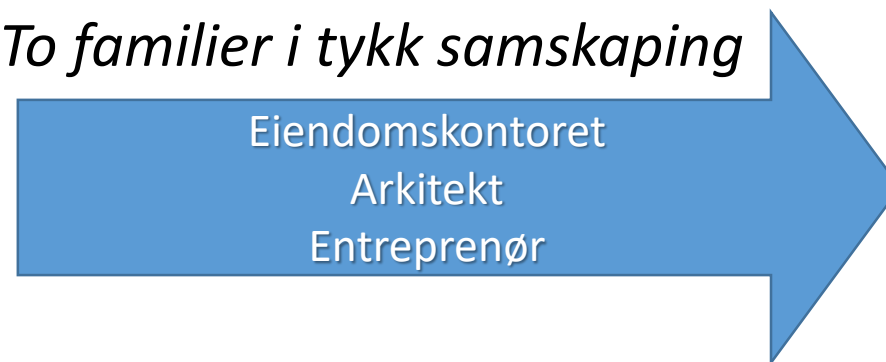 To familier i tykk samskaping
Eiendomskontoret
Arkitekt
Entreprenør